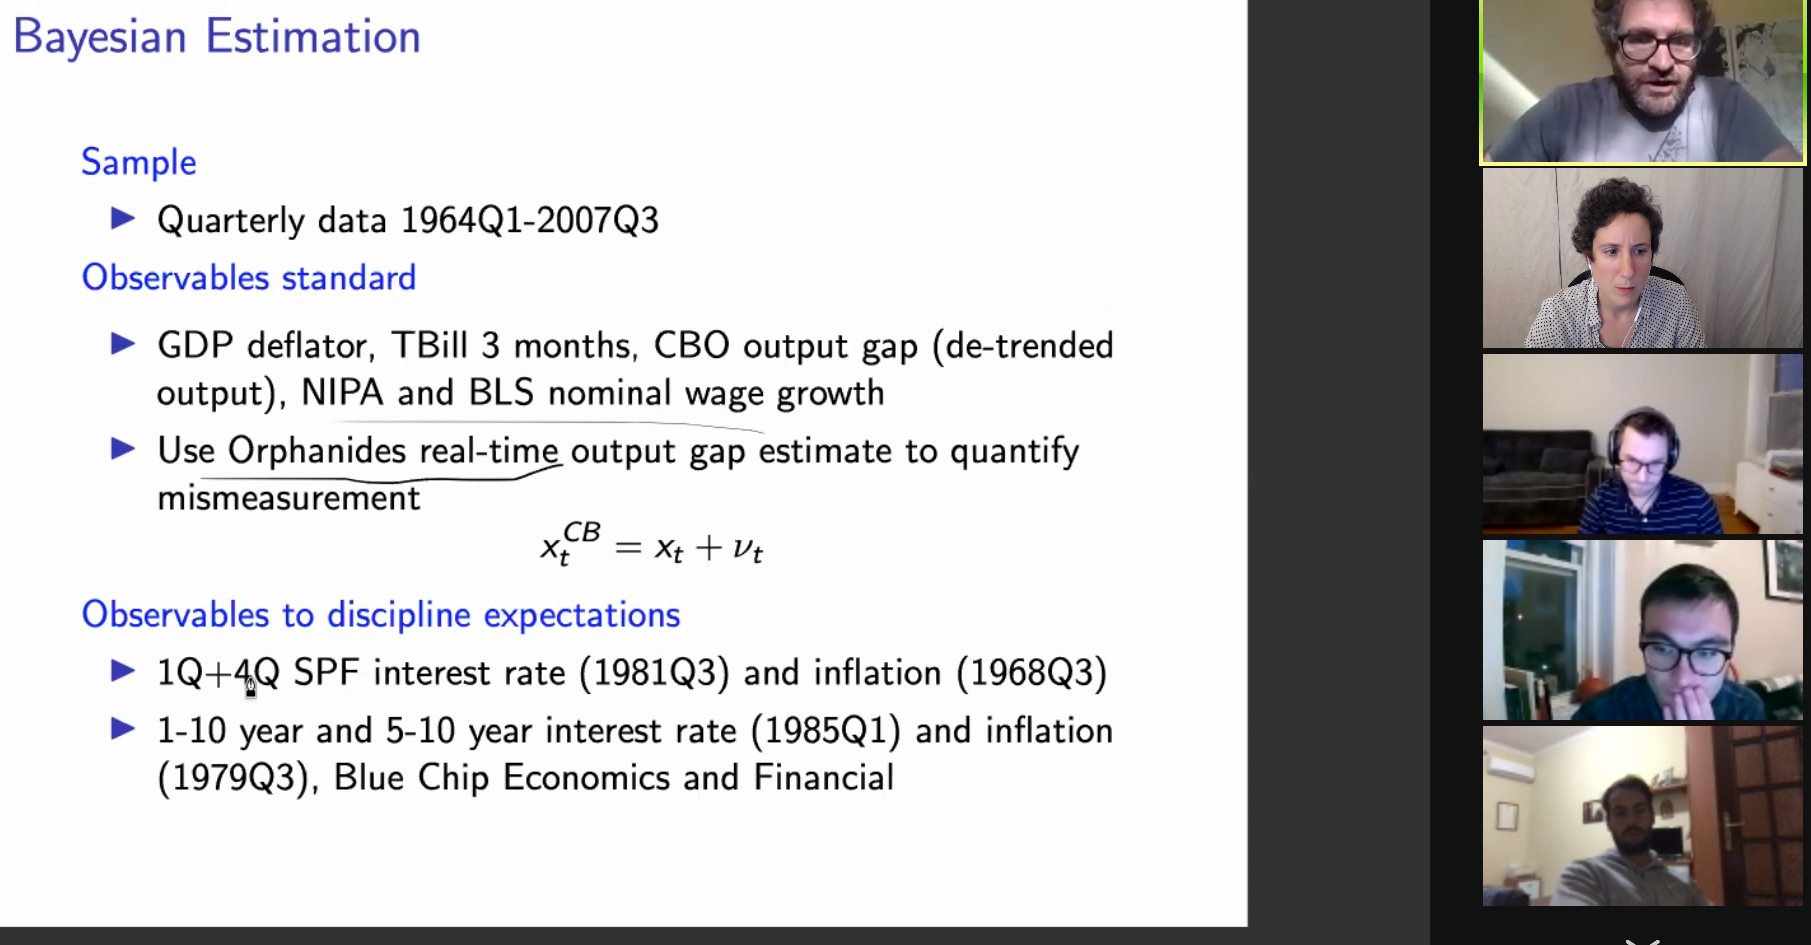 Bayesian Estimation
Sample
▶ Quarterly data 1964Q1-2007Q3
Observables standard
▶ GDP deflator, TBill 3 months, CBO output gap (de-trended
output), NIPA and BLS nominal wage growth
▶ Use Orphanides real-time output gap estimate to quantify
mismeasurement
x_t^{CB} = x_t + ν_t
Observables to discipline expectations
▶ 1Q+4Q SPF interest rate (1981Q3) and inflation (1968Q3)
▶ 1-10 year and 5-10 year interest rate (1985Q1) and inflation
(1979Q3), Blue Chip Economics and Financial